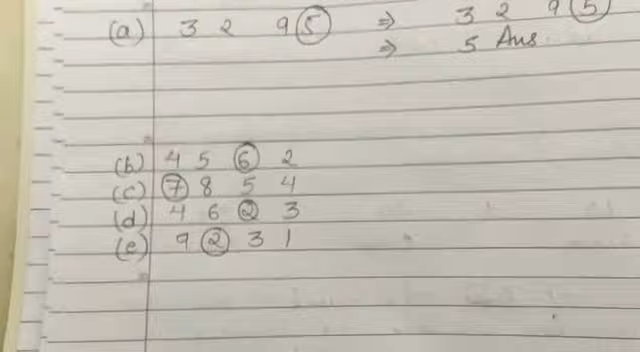 (a) 3 2 9 5 ⇒ 3 2 9 5
⇒ 5 Ans.
(b) 4 5 6 2
(c) 7 8 5 4
(d) 4 6 2 3
(e) 9 2 3 1